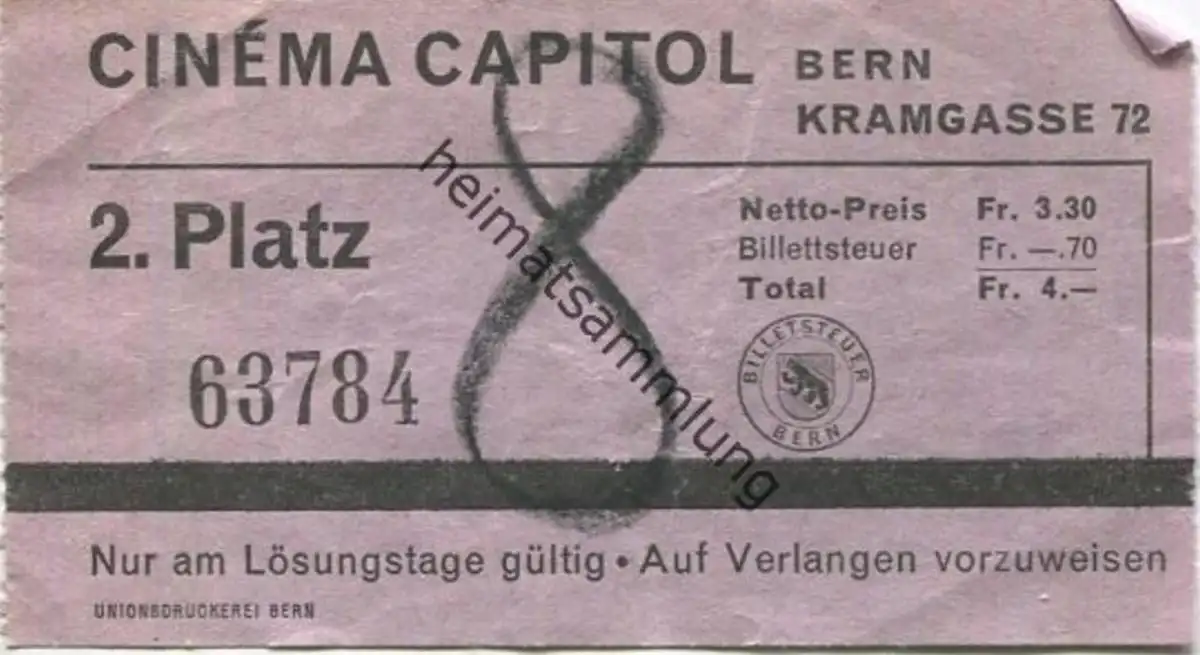 CINÉMA CAPITOL BERN
KRAMGASSE 72
2. Platz
Netto-Preis Fr. 3.30
Billettsteuer Fr. —.70
Total Fr. 4.—
63784
8
BILLETSTEUER
BERN
heimatsammlung
Nur am Lösungstage gültig • Auf Verlangen vorzuweisen
UNIONSDRUCKEREI BERN